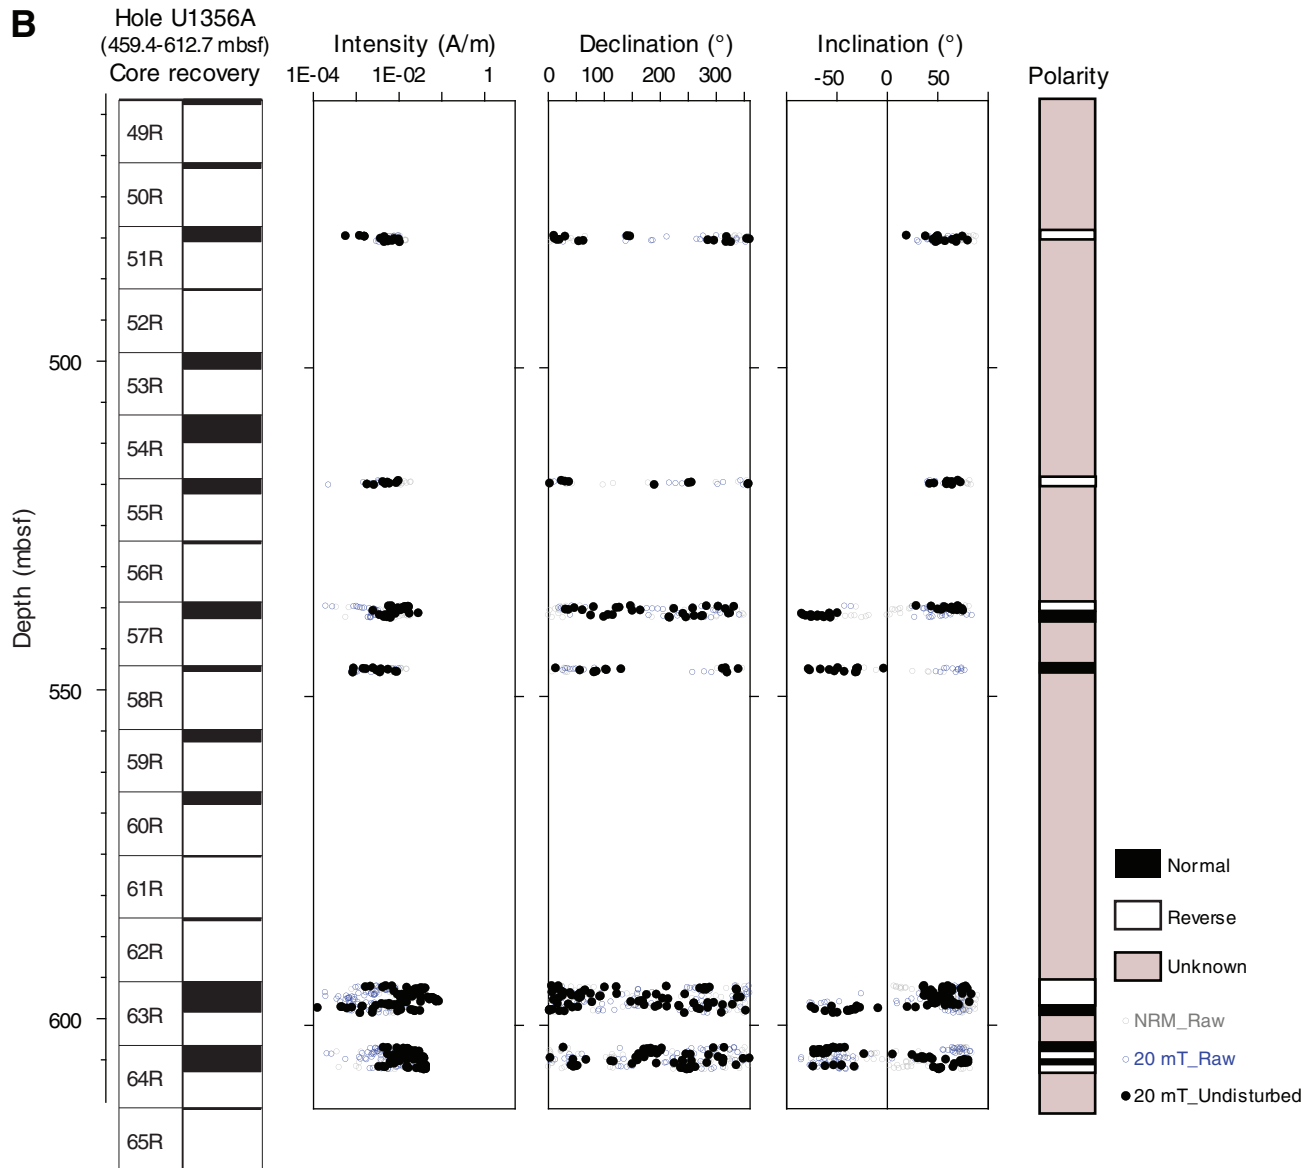 B
Hole U1356A
(459.4-612.7 mbsf)
Core recovery
Intensity (A/m)
Declination (°)
Inclination (°)
Polarity
1E-04 1E-02 1
0 100 200 300
-50 0 50
Depth (mbsf)
500
550
600
49R
50R
51R
52R
53R
54R
55R
56R
57R
58R
59R
60R
61R
62R
63R
64R
65R
Normal
Reverse
Unknown
NRM_Raw
20 mT_Raw
20 mT_Undisturbed